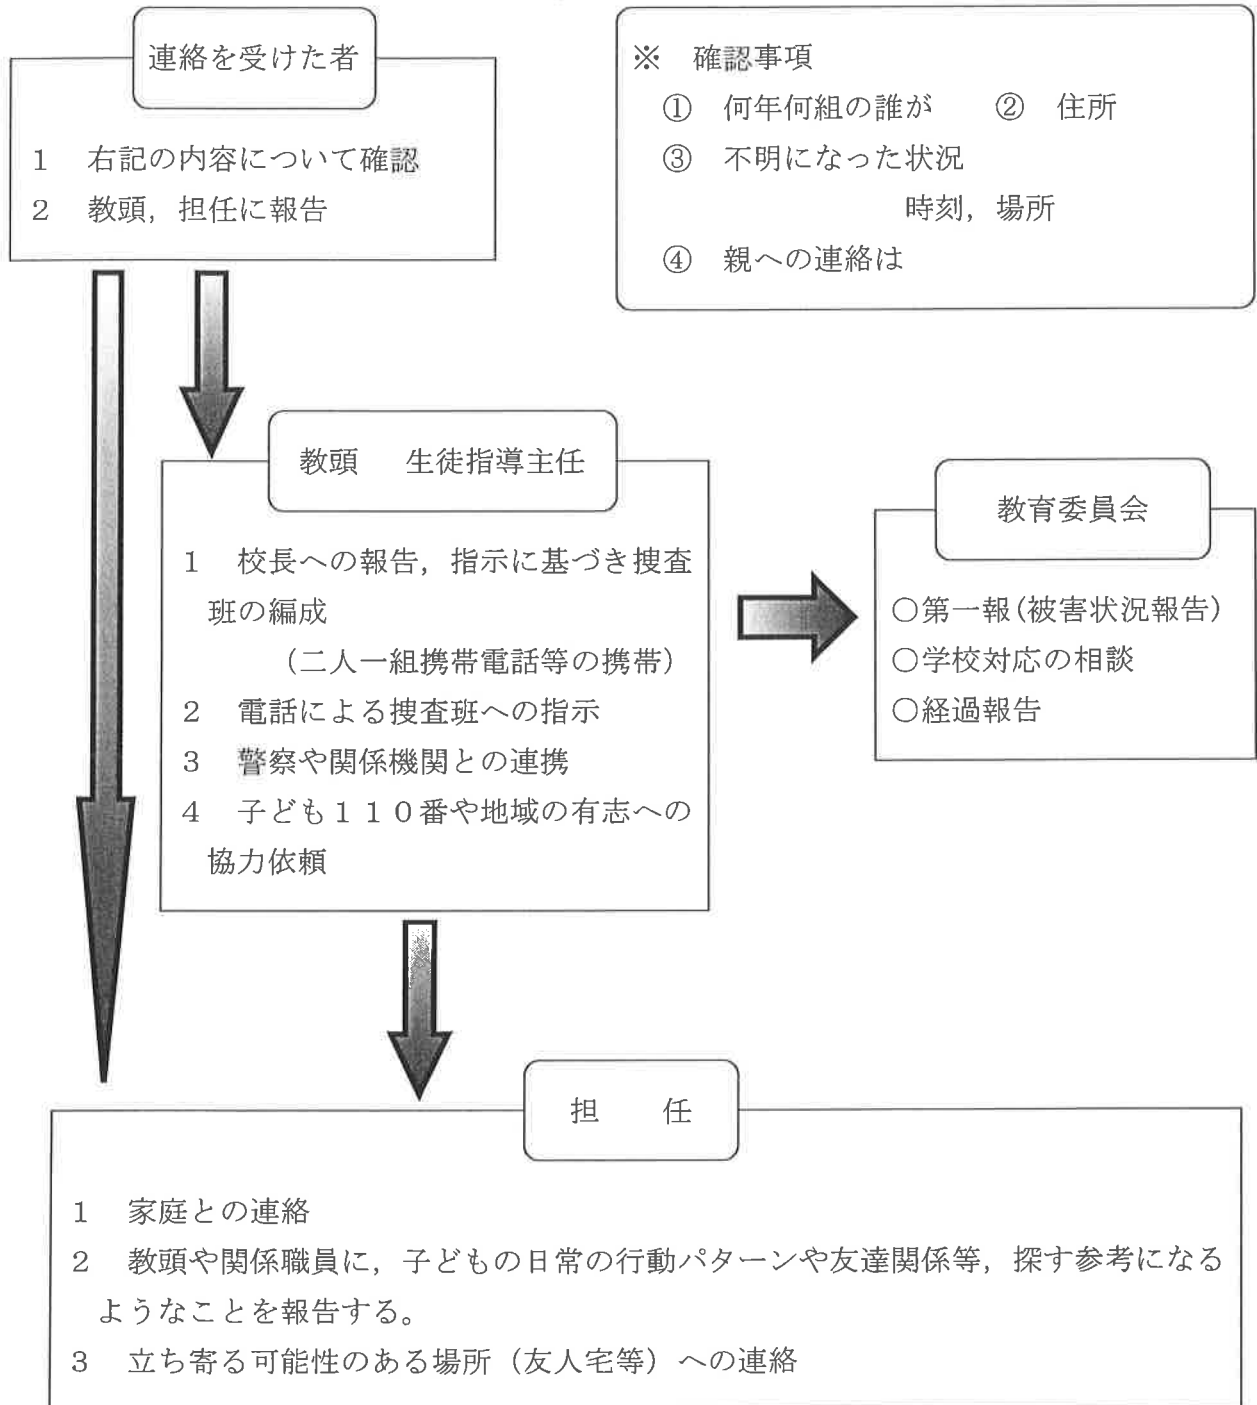 連絡を受けた者
1 右記の内容について確認
2 教頭，担任に報告
※ 確認事項
① 何年何組の誰が ② 住所
③ 不明になった状況
時刻，場所
④ 親への連絡は
教頭 生徒指導主任
1 校長への報告，指示に基づき捜査
班の編成
（二人一組携帯電話等の携帯）
2 電話による捜査班への指示
3 警察や関係機関との連携
4 子ども１１０番や地域の有志への
協力依頼
教育委員会
○第一報(被害状況報告)
○学校対応の相談
○経過報告
担 任
1 家庭との連絡
2 教頭や関係職員に，子どもの日常の行動パターンや友達関係等，探す参考になる
ようなことを報告する。
3 立ち寄る可能性のある場所（友人宅等）への連絡